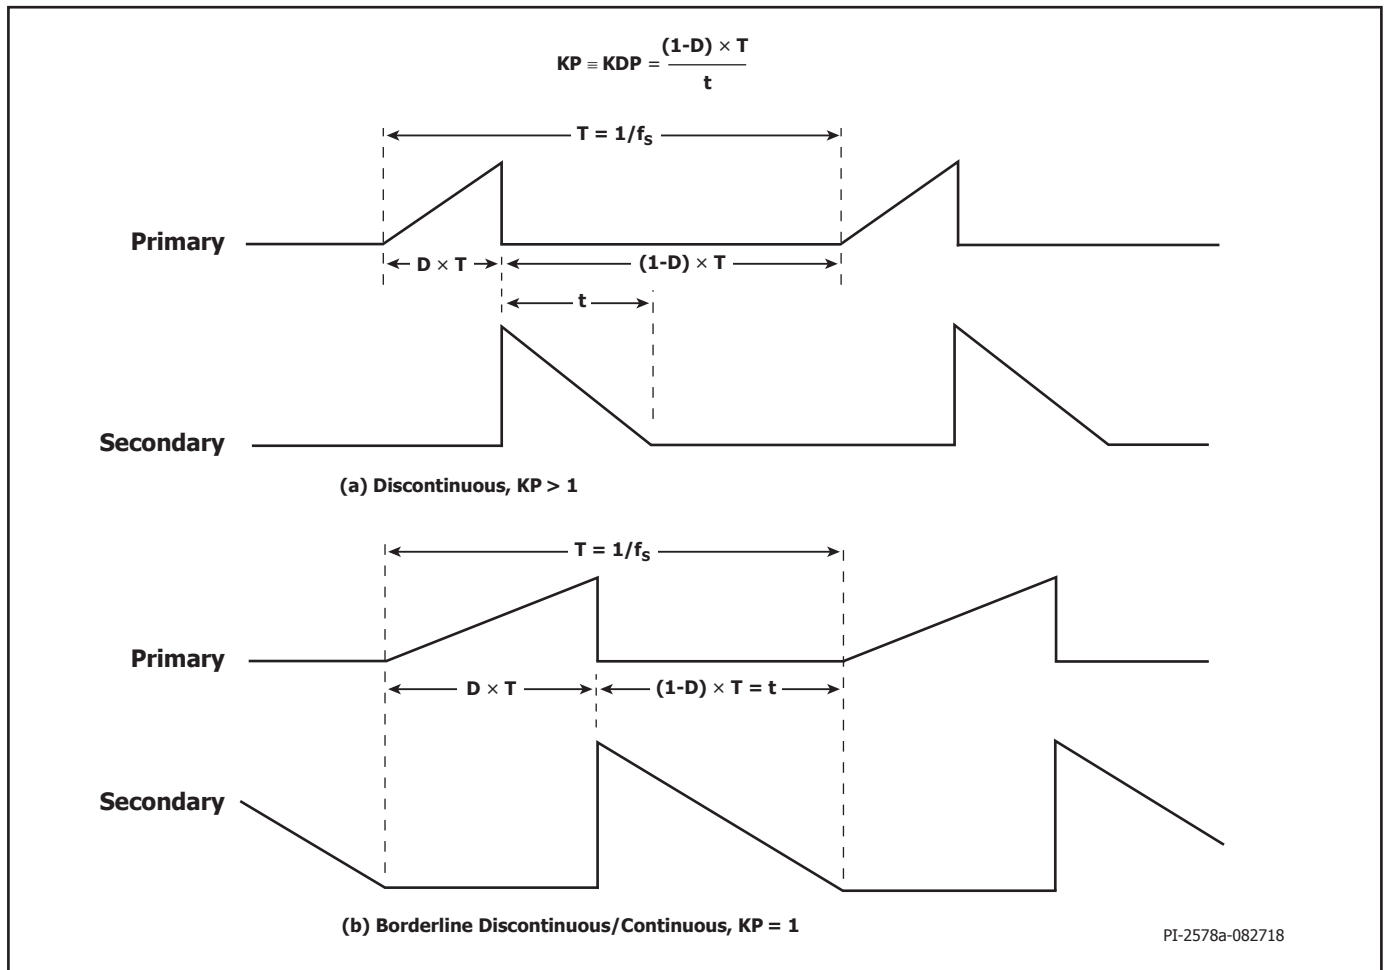 KP ≡ KDP = (1-D) × T
t
T = 1/fS
Primary
D × T
(1-D) × T
t
Secondary
(a) Discontinuous, KP > 1
T = 1/fS
Primary
D × T
(1-D) × T = t
Secondary
(b) Borderline Discontinuous/Continuous, KP = 1
PI-2578a-082718